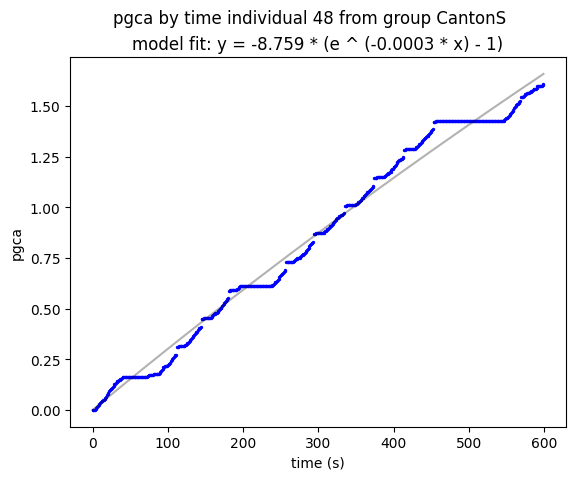 pgca by time individual 48 from group CantonS
model fit: y = -8.759 * (e ^ (-0.0003 * x) - 1)
1.50
1.25
1.00
0.75
0.50
0.25
0.00
pgca
0 100 200 300 400 500 600
time (s)